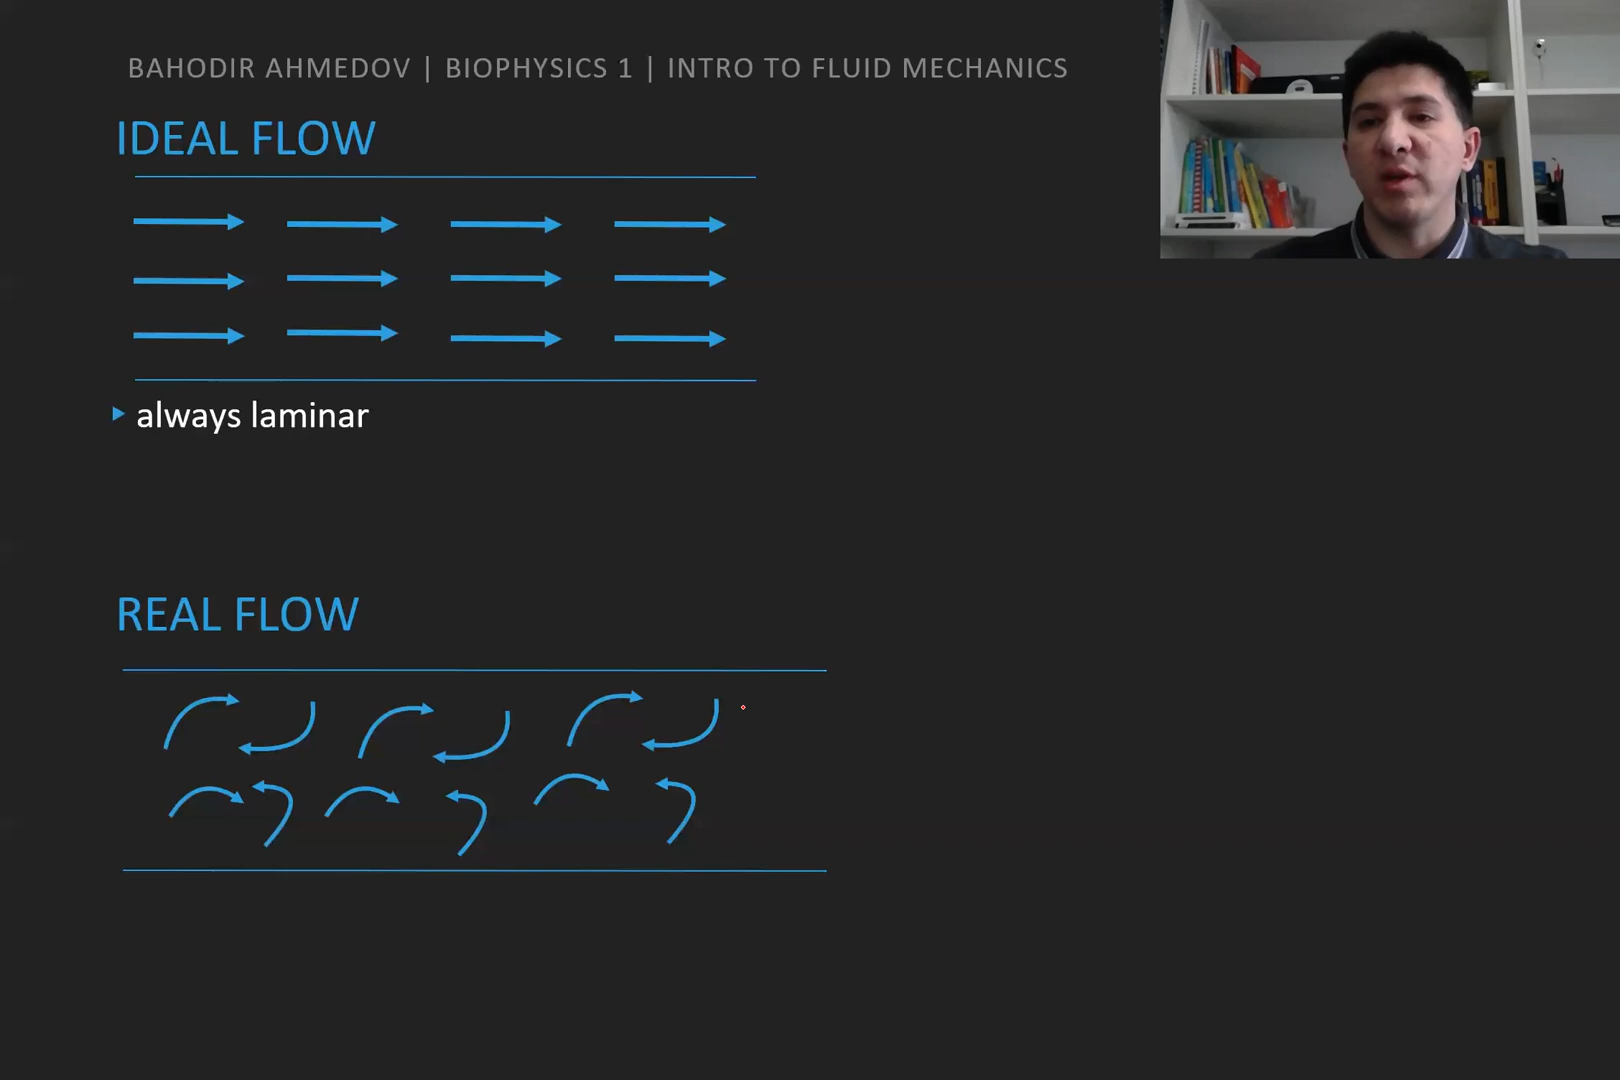 BAHODIR AHMEDOV | BIOPHYSICS 1 | INTRO TO FLUID MECHANICS
IDEAL FLOW
always laminar
REAL FLOW